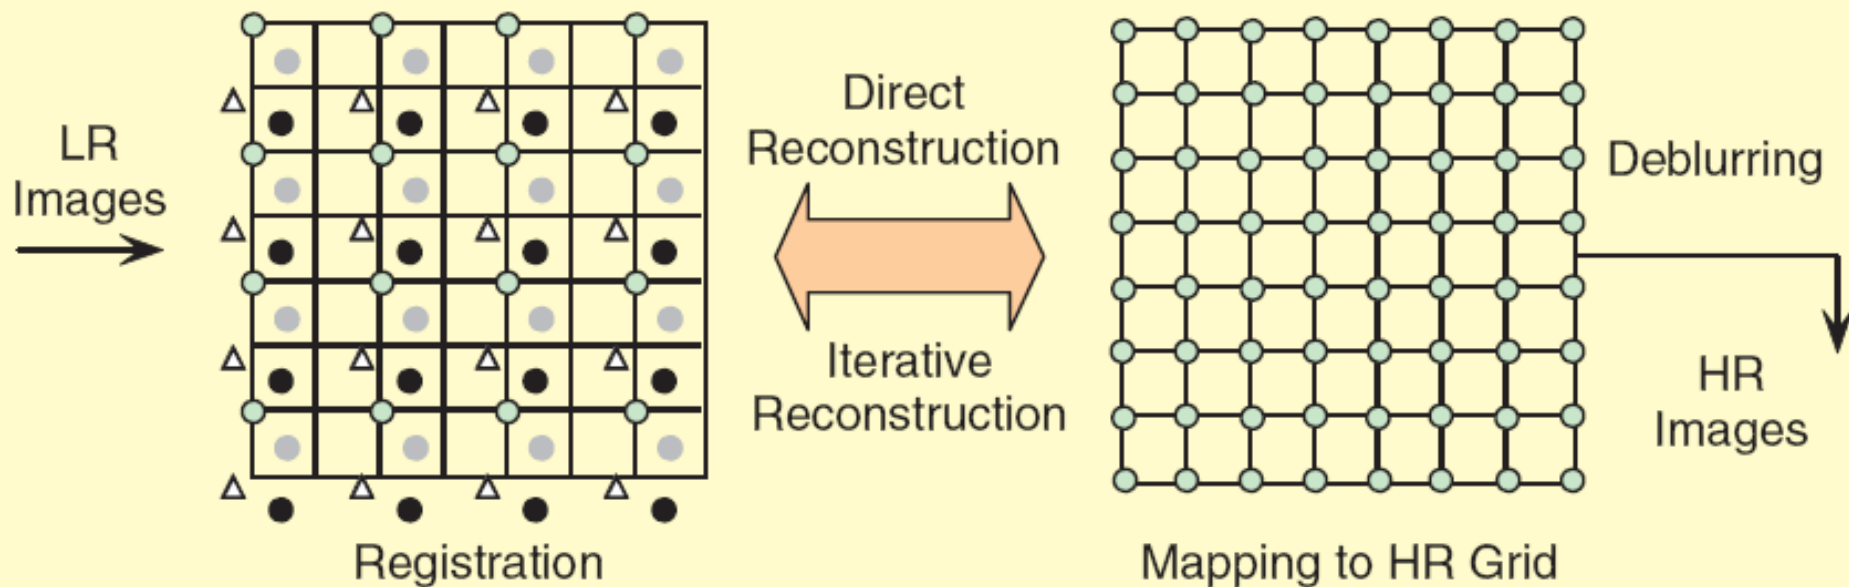 LR
Images
Registration
Direct
Reconstruction
Iterative
Reconstruction
Mapping to HR Grid
Deblurring
HR
Images